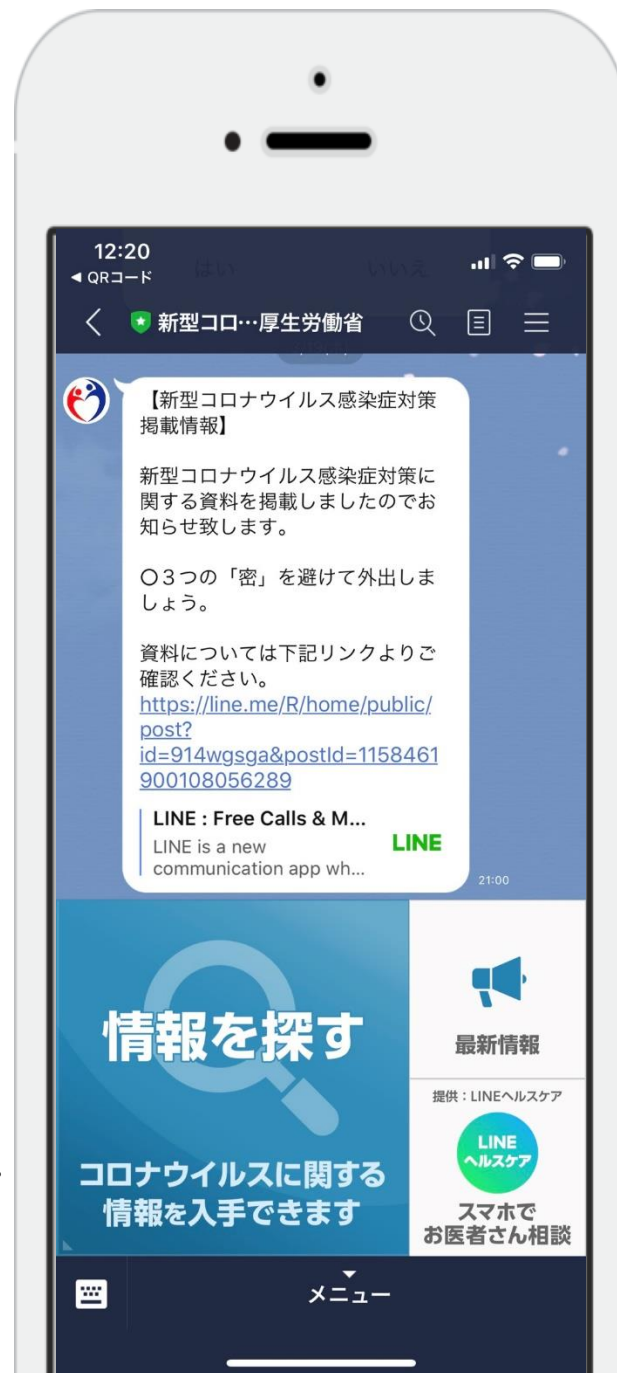 12:20
◀ QRコード
はい
いいえ
新型コロ…厚生労働省
【新型コロナウイルス感染症対策
掲載情報】
新型コロナウイルス感染症対策に
関する資料を掲載しましたのでお
知らせ致します。
〇３つの「密」を避けて外出しま
しょう。
資料については下記リンクよりご
確認ください。
https://line.me/R/home/public/
post?
id=914wgsga&postId=1158461
900108056289
LINE : Free Calls & M...
LINE is a new
communication app wh...
LINE
21:00
情報を探す
コロナウイルスに関する
情報を入手できます
最新情報
提供：LINEヘルスケア
LINE
ヘルスケア
スマホで
お医者さん相談
メニュー